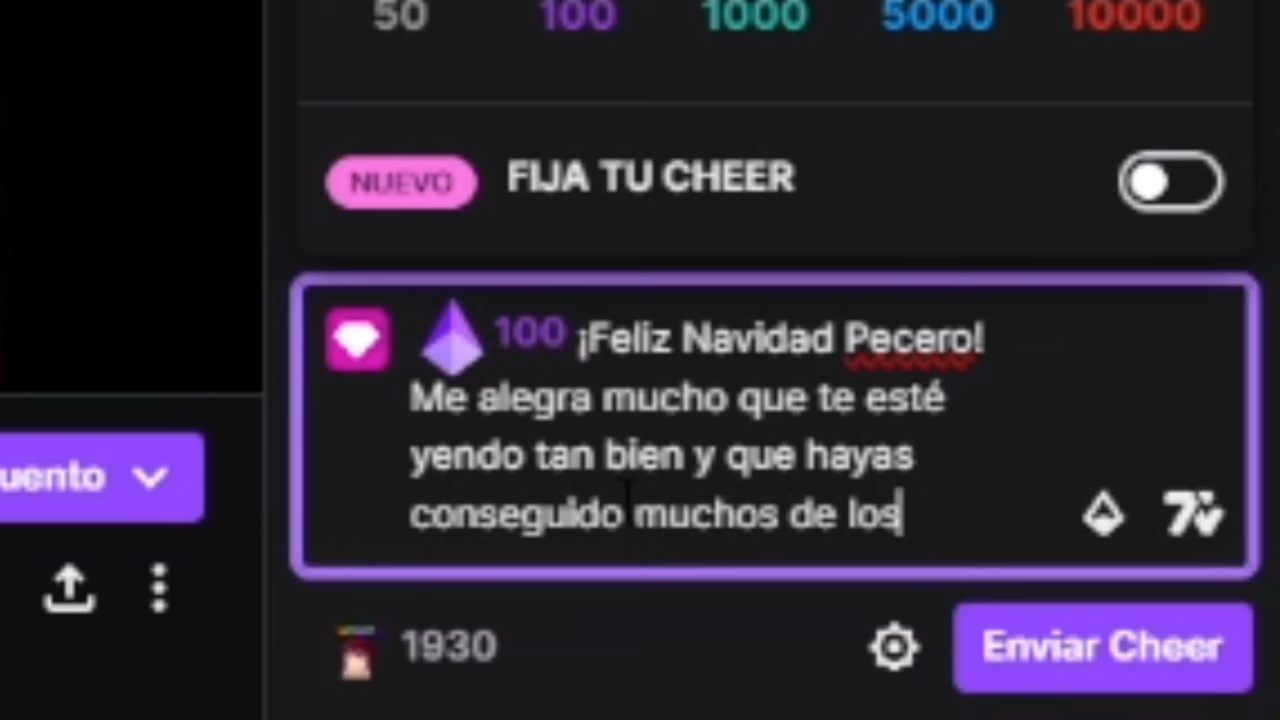 50 100 1000 5000 10000
NUEVO FIJA TU CHEER
100 ¡Feliz Navidad Pecero!
Me alegra mucho que te esté
yendo tan bien y que hayas
conseguido muchos de los
uento
1930
Enviar Cheer